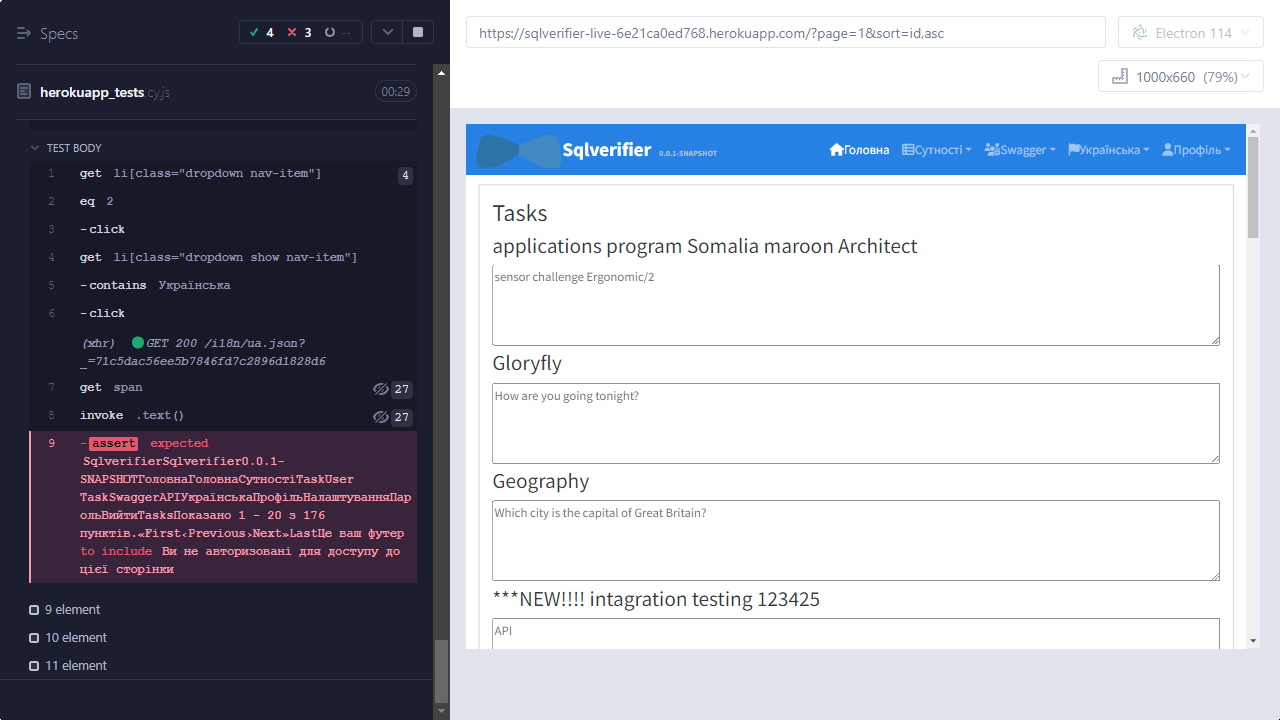 Specs
4 3 --
herokuapp_tests.cy.js 00:29
TEST BODY
1 get li[class="dropdown nav-item"] 4
2 eq 2
3 -click
4 get li[class="dropdown show nav-item"]
5 -contains Українська
6 -click
(xhr) GET 200 /i18n/ua.json?
_=71c5dac56ee5b7846fd7c2896d1828d6
7 get span 27
8 invoke .text() 27
9 -assert expected
SqlverifierSqlverifier0.0.1-
SNAPSHOTГоловнаГоловнаСутностіTaskUser
TaskSwaggerAPIУкраїнськаПрофільНалаштуванняПар
ольВийтиTasksПоказано 1 - 20 з 176
пунктів.«First‹Previous›Next»LastЦе ваш футер
to include Ви не авторизовані для доступу до
цієї сторінки
9 element
10 element
11 element
https://sqlverifier-live-6e21ca0ed768.herokuapp.com/?page=1&sort=id,asc
Electron 114
1000x660 (79%)
Sqlverifier 0.0.1-SNAPSHOT
Головна Сутності Swagger Українська Профіль
Tasks
applications program Somalia maroon Architect
sensor challenge Ergonomic/2
Gloryfly
How are you going tonight?
Geography
Which city is the capital of Great Britain?
***NEW!!!! intagration testing 123425
API